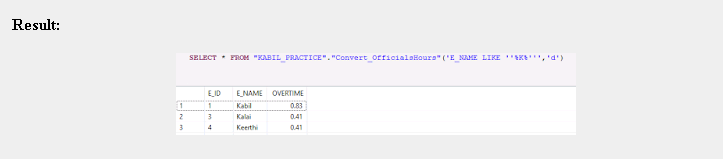 Result:
SELECT * FROM "KABIL_PRACTICE"."Convert_OfficialsHours"('E_NAME LIKE ''%K%''','d')
E_ID E_NAME OVERTIME
1 1 Kabil 0.83
2 3 Kalai 0.41
3 4 Keerthi 0.41